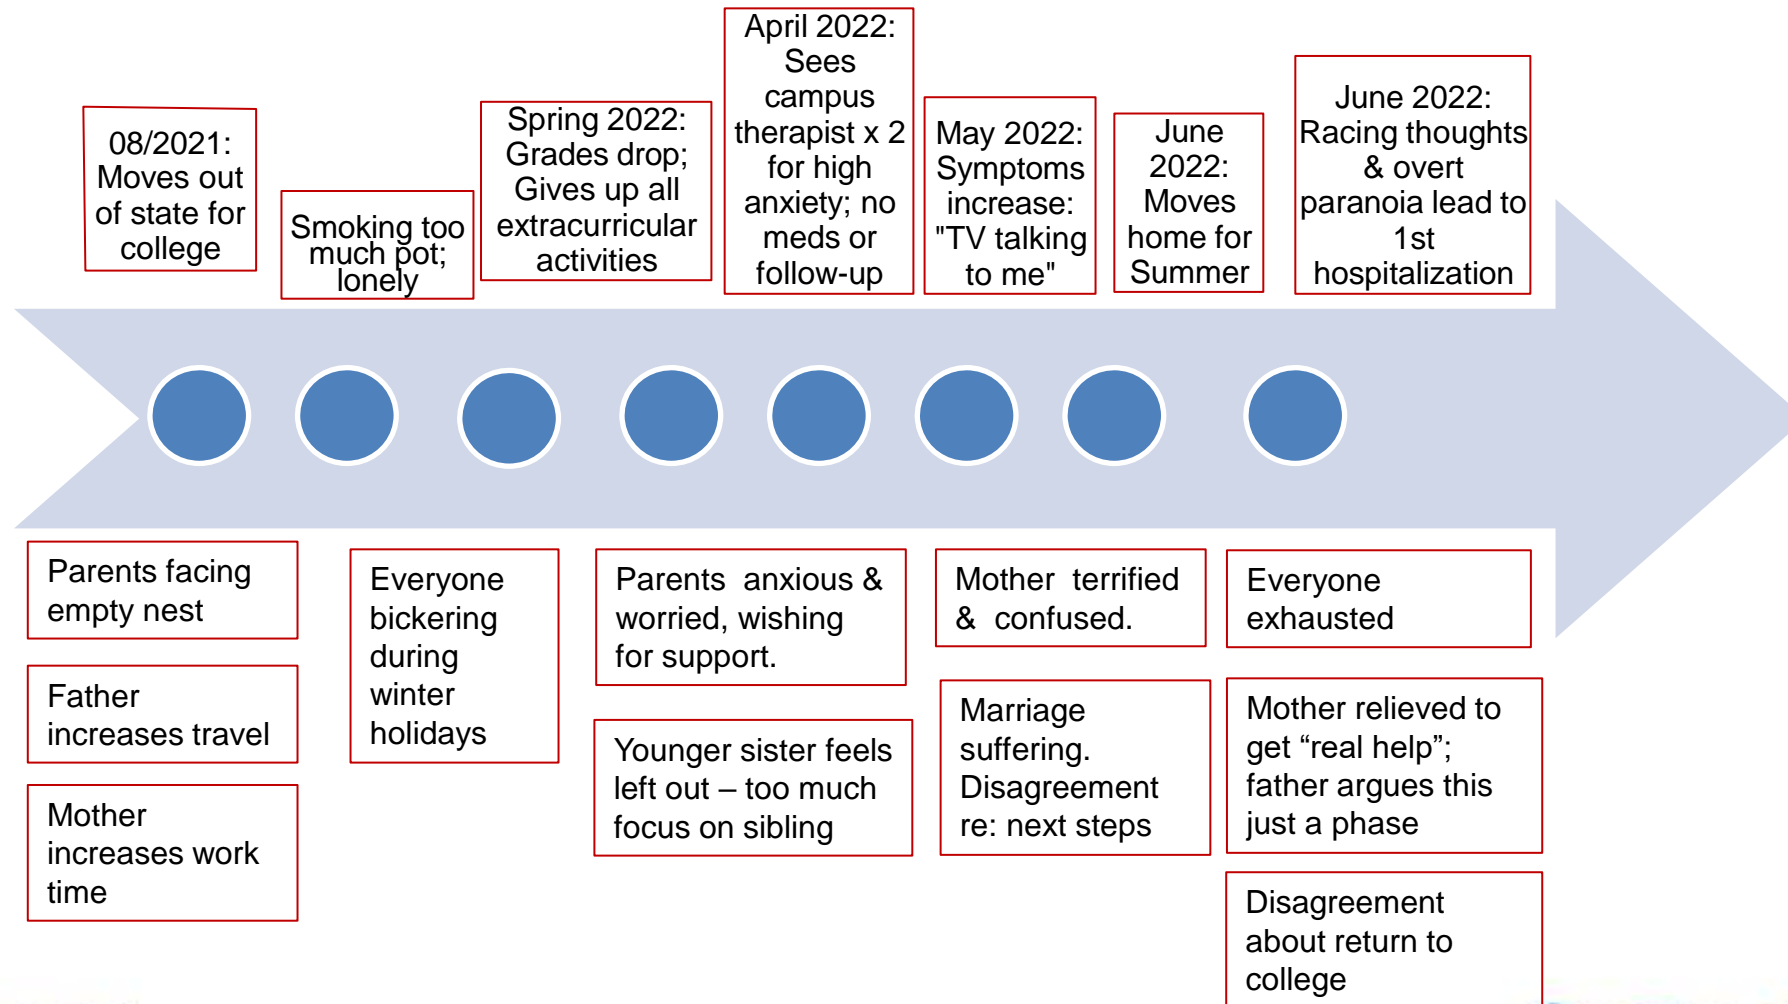 08/2021:
Moves out
of state for
college
Smoking too
much pot;
lonely
Spring 2022:
Grades drop;
Gives up all
extracurricular
activities
April 2022:
Sees
campus
therapist x 2
for high
anxiety; no
meds or
follow-up
May 2022:
Symptoms
increase:
"TV talking
to me"
June
2022:
Moves
home for
Summer
June 2022:
Racing thoughts
& overt
paranoia lead to
1st
hospitalization
Parents facing
empty nest
Father
increases travel
Mother
increases work
time
Everyone
bickering
during
winter
holidays
Parents anxious &
worried, wishing
for support.
Younger sister feels
left out – too much
focus on sibling
Mother terrified
& confused.
Marriage
suffering.
Disagreement
re: next steps
Everyone
exhausted
Mother relieved to
get “real help”;
father argues this
just a phase
Disagreement
about return to
college